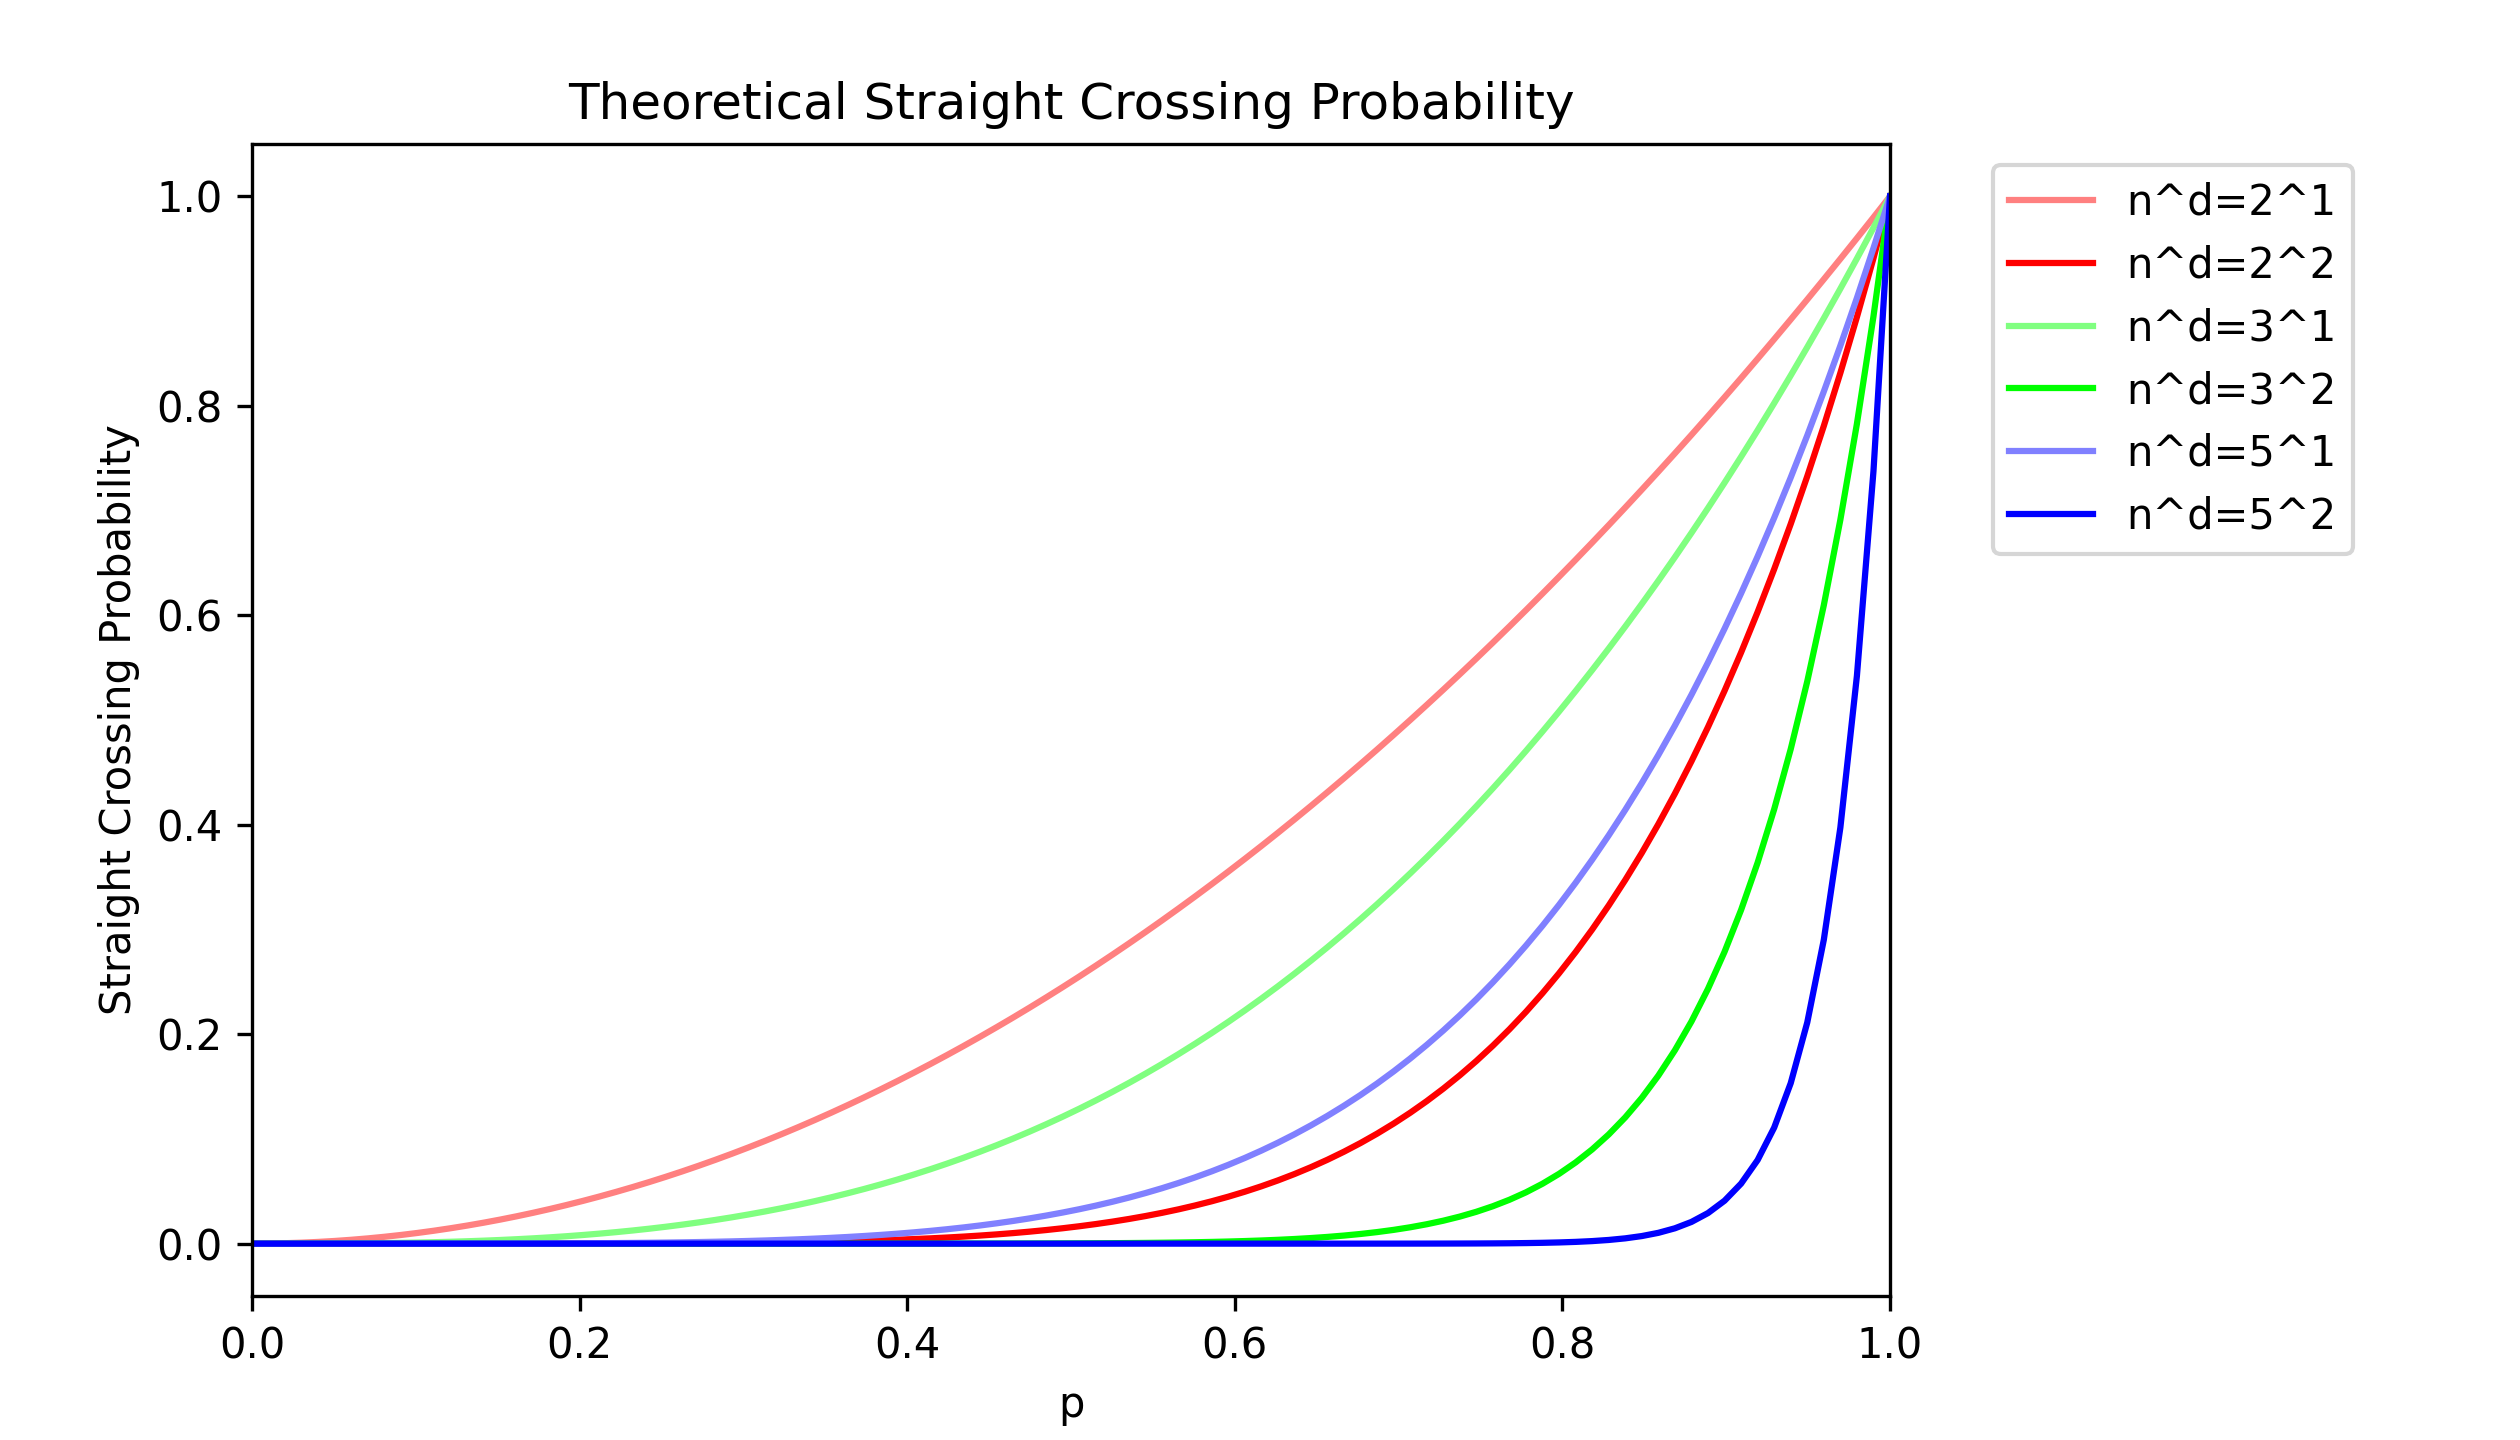 Theoretical Straight Crossing Probability
Straight Crossing Probability
1.0
0.8
0.6
0.4
0.2
0.0
0.0 0.2 0.4 0.6 0.8 1.0
p
n^d=2^1
n^d=2^2
n^d=3^1
n^d=3^2
n^d=5^1
n^d=5^2